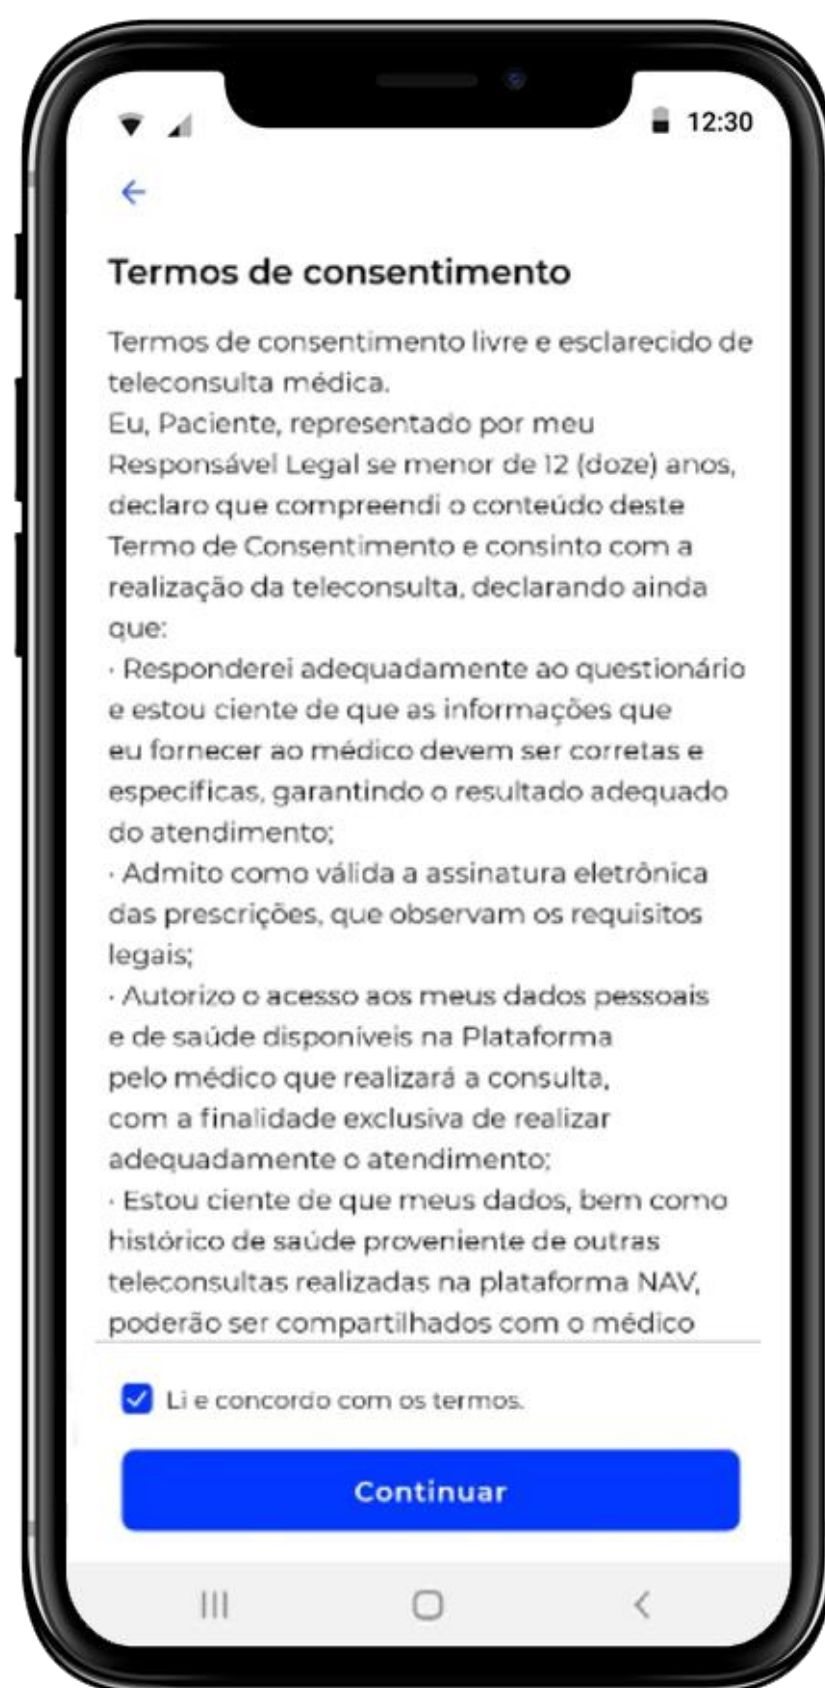 12:30
Termos de consentimento
Termos de consentimento livre e esclarecido de
teleconsulta médica.
Eu, Paciente, representado por meu
Responsável Legal se menor de 12 (doze) anos,
declaro que compreendi o conteúdo deste
Termo de Consentimento e consinto com a
realização da teleconsulta, declarando ainda
que:
· Responderei adequadamente ao questionário
e estou ciente de que as informações que
eu fornecer ao médico devem ser corretas e
específicas, garantindo o resultado adequado
do atendimento;
· Admito como válida a assinatura eletrônica
das prescrições, que observam os requisitos
legais;
· Autorizo o acesso aos meus dados pessoais
e de saúde disponíveis na Plataforma
pelo médico que realizará a consulta,
com a finalidade exclusiva de realizar
adequadamente o atendimento;
· Estou ciente de que meus dados, bem como
histórico de saúde proveniente de outras
teleconsultas realizadas na plataforma NAV,
poderão ser compartilhados com o médico
Li e concordo com os termos.
Continuar